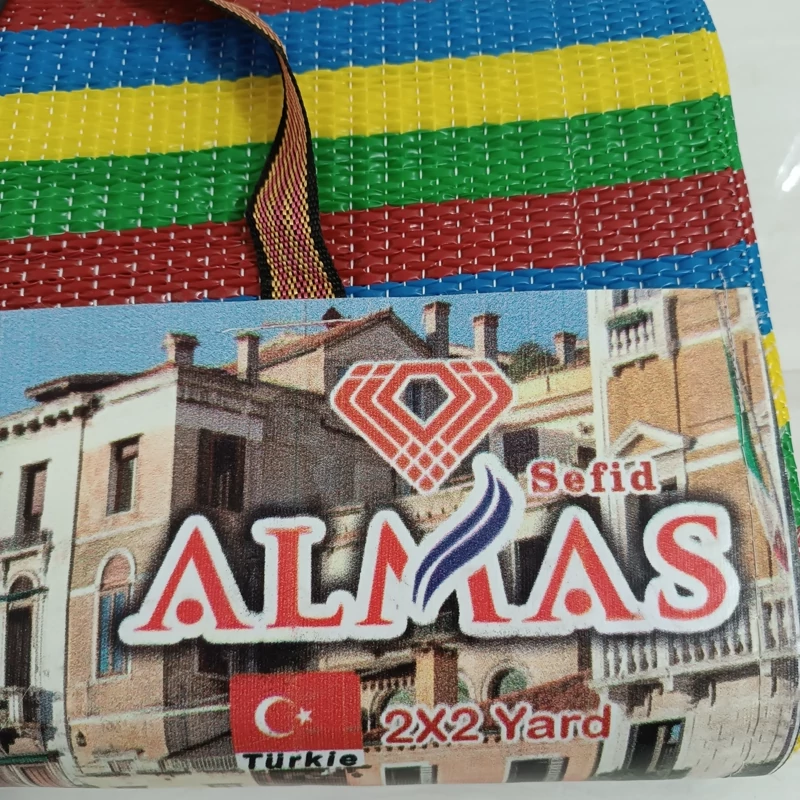 Sefid
ALMAS
2X2 Yard
Türkie